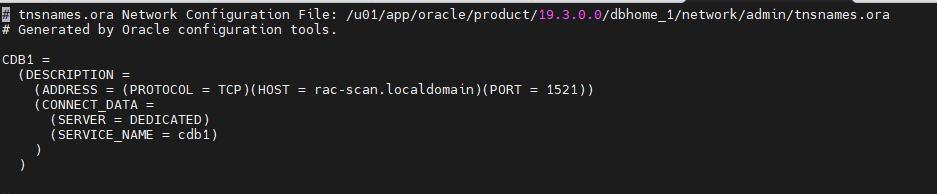 # tnsnames.ora Network Configuration File: /u01/app/oracle/product/19.3.0.0/dbhome_1/network/admin/tnsnames.ora
# Generated by Oracle configuration tools.

CDB1 =
  (DESCRIPTION =
    (ADDRESS = (PROTOCOL = TCP)(HOST = rac-scan.localdomain)(PORT = 1521))
    (CONNECT_DATA =
      (SERVER = DEDICATED)
      (SERVICE_NAME = cdb1)
    )
  )